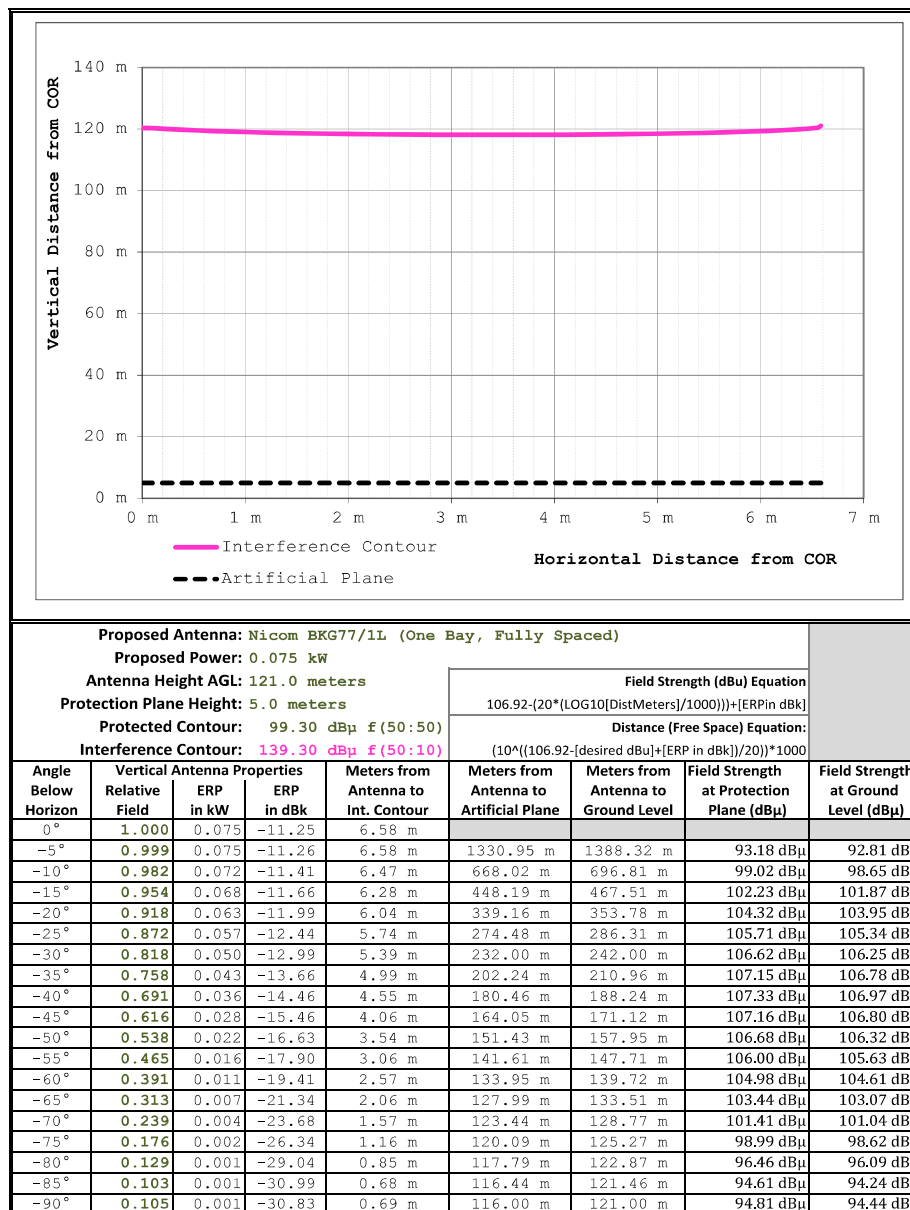 140 m
120 m
100 m
80 m
60 m
40 m
20 m
0 m
Vertical Distance from COR
0 m 1 m 2 m 3 m 4 m 5 m 6 m 7 m
Interference Contour
Artificial Plane
Horizontal Distance from COR
Proposed Antenna: Nicom BKG77/1L (One Bay, Fully Spaced)
Proposed Power: 0.075 kW
Antenna Height AGL: 121.0 meters
Protection Plane Height: 5.0 meters
Protected Contour: 99.30 dBµ f(50:50)
Interference Contour: 139.30 dBµ f(50:10)
Field Strength (dBu) Equation
106.92-(20*(LOG10[DistMeters]/1000)))+[ERPin dBk]
Distance (Free Space) Equation:
(10^((106.92-[desired dBu]+[ERP in dBk])/20))*1000
Angle Below Horizon
Vertical Antenna Properties
Relative Field
ERP in kW
ERP in dBk
Meters from Antenna to Int. Contour
Meters from Antenna to Artificial Plane
Meters from Antenna to Ground Level
Field Strength at Protection Plane (dBµ)
Field Strength at Ground Level (dBµ)
0° 1.000 0.075 -11.25 6.58 m
-5° 0.999 0.075 -11.26 6.58 m 1330.95 m 1388.32 m 93.18 dBµ 92.81 dB
-10° 0.982 0.072 -11.41 6.47 m 668.02 m 696.81 m 99.02 dBµ 98.65 dB
-15° 0.954 0.068 -11.66 6.28 m 448.19 m 467.51 m 102.23 dBµ 101.87 dB
-20° 0.918 0.063 -11.99 6.04 m 339.16 m 353.78 m 104.32 dBµ 103.95 dB
-25° 0.872 0.057 -12.44 5.74 m 274.48 m 286.31 m 105.71 dBµ 105.34 dB
-30° 0.818 0.050 -12.99 5.39 m 232.00 m 242.00 m 106.62 dBµ 106.25 dB
-35° 0.758 0.043 -13.66 4.99 m 202.24 m 210.96 m 107.15 dBµ 106.78 dB
-40° 0.691 0.036 -14.46 4.55 m 180.46 m 188.24 m 107.33 dBµ 106.97 dB
-45° 0.616 0.028 -15.46 4.06 m 164.05 m 171.12 m 107.16 dBµ 106.80 dB
-50° 0.538 0.022 -16.63 3.54 m 151.43 m 157.95 m 106.68 dBµ 106.32 dB
-55° 0.465 0.016 -17.90 3.06 m 141.61 m 147.71 m 106.00 dBµ 105.63 dB
-60° 0.391 0.011 -19.41 2.57 m 133.95 m 139.72 m 104.98 dBµ 104.61 dB
-65° 0.313 0.007 -21.34 2.06 m 127.99 m 133.51 m 103.44 dBµ 103.07 dB
-70° 0.239 0.004 -23.68 1.57 m 123.44 m 128.77 m 101.41 dBµ 101.04 dB
-75° 0.176 0.002 -26.34 1.16 m 120.09 m 125.27 m 98.99 dBµ 98.62 dB
-80° 0.129 0.001 -29.04 0.85 m 117.79 m 122.87 m 96.46 dBµ 96.09 dB
-85° 0.103 0.001 -30.99 0.68 m 116.44 m 121.46 m 94.61 dBµ 94.24 dB
-90° 0.105 0.001 -30.83 0.69 m 116.00 m 121.00 m 94.81 dBµ 94.44 dB